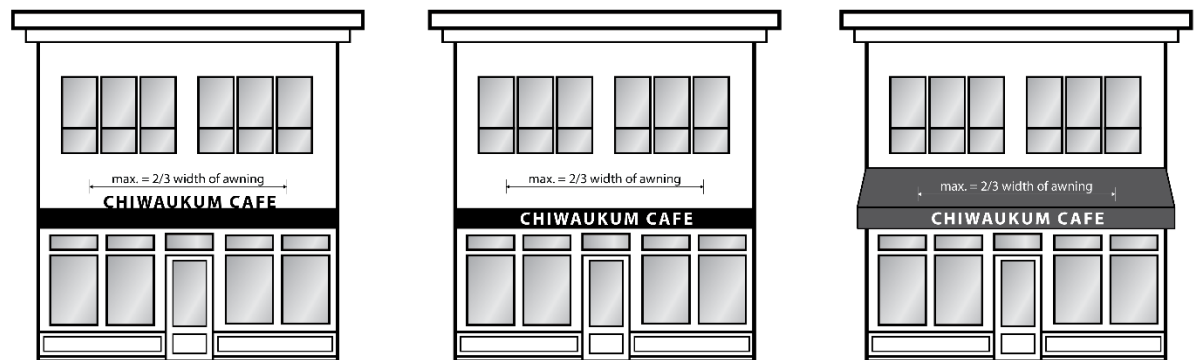 max. = 2/3 width of awning
CHIWAUKUM CAFE
max. = 2/3 width of awning
CHIWAUKUM CAFE
max. = 2/3 width of awning
CHIWAUKUM CAFE